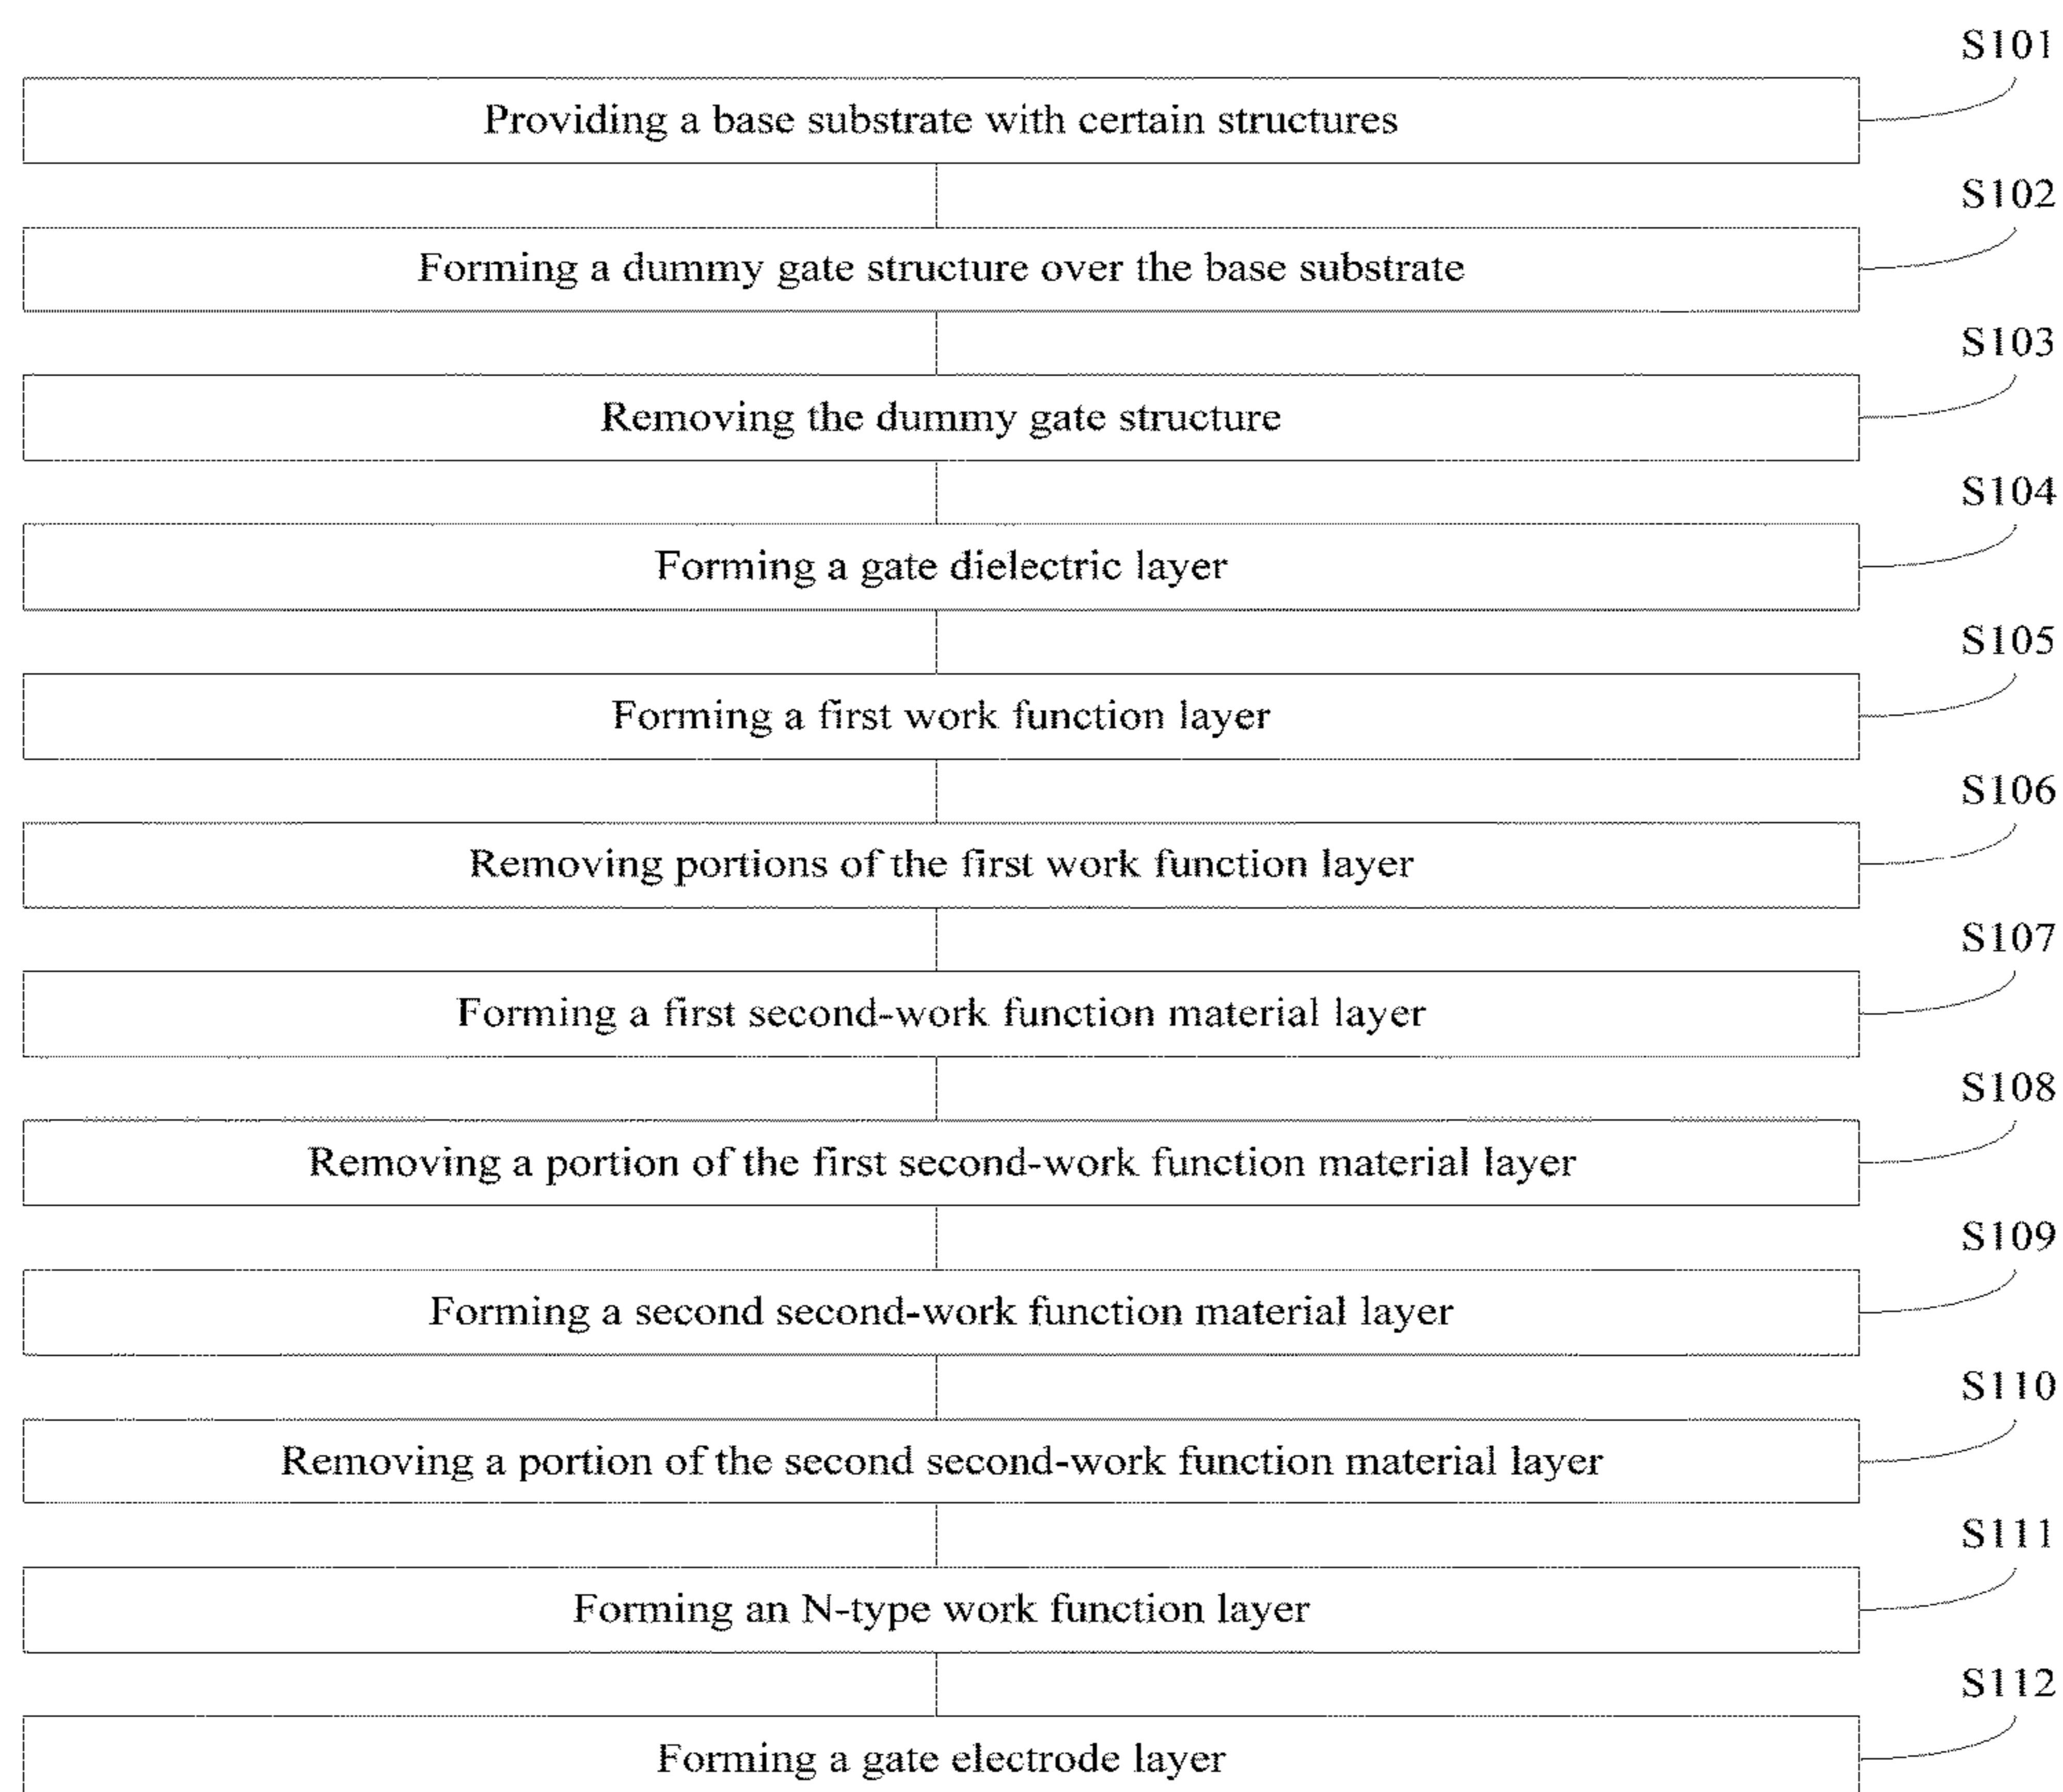 S101
Providing a base substrate with certain structures
S102
Forming a dummy gate structure over the base substrate
S103
Removing the dummy gate structure
S104
Forming a gate dielectric layer
S105
Forming a first work function layer
S106
Removing portions of the first work function layer
S107
Forming a first second-work function material layer
S108
Removing a portion of the first second-work function material layer
S109
Forming a second second-work function material layer
S110
Removing a portion of the second second-work function material layer
S111
Forming an N-type work function layer
S112
Forming a gate electrode layer